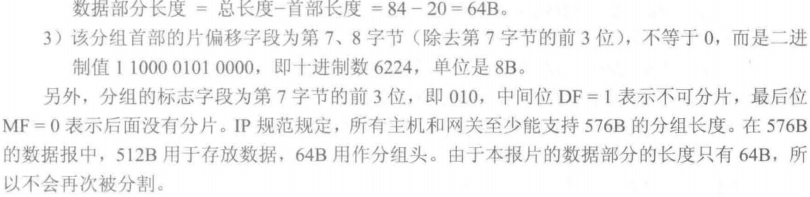 数据部分长度 = 总长度-首部长度 = 84 - 20 = 64B。
3）该分组首部的片偏移字段为第 7、8 字节（除去第 7 字节的前 3 位），不等于 0，而是二进
制值 1 1000 0101 0000，即十进制数 6224，单位是 8B。
另外，分组的标志字段为第 7 字节的前 3 位，即 010，中间位 DF = 1 表示不可分片，最后位
MF = 0 表示后面没有分片。IP 规范规定，所有主机和网关至少能支持 576B 的分组长度。在 576B
的数据报中，512B 用于存放数据，64B 用作分组头。由于本报片的数据部分的长度只有 64B，所
以不会再次被分割。